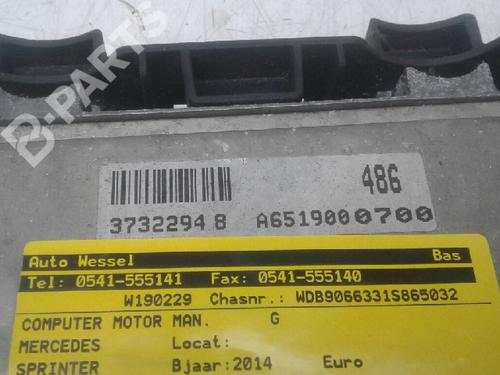 B-PARTS
486
3732294 8 A6519000700
Auto Wessel Bas
Tel: 0541-555141 Fax: 0541-555140
W190229 Chasnr.: WDB9066331S865032
COMPUTER MOTOR MAN. G
MERCEDES Locat:
SPRINTER Bjaar:2014 Euro